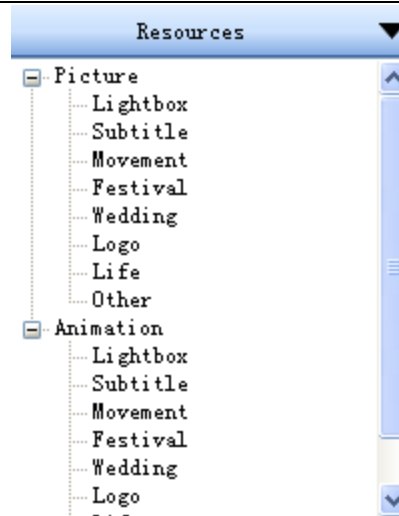 Resources
Picture
Lightbox
Subtitle
Movement
Festival
Wedding
Logo
Life
Other
Animation
Lightbox
Subtitle
Movement
Festival
Wedding
Logo